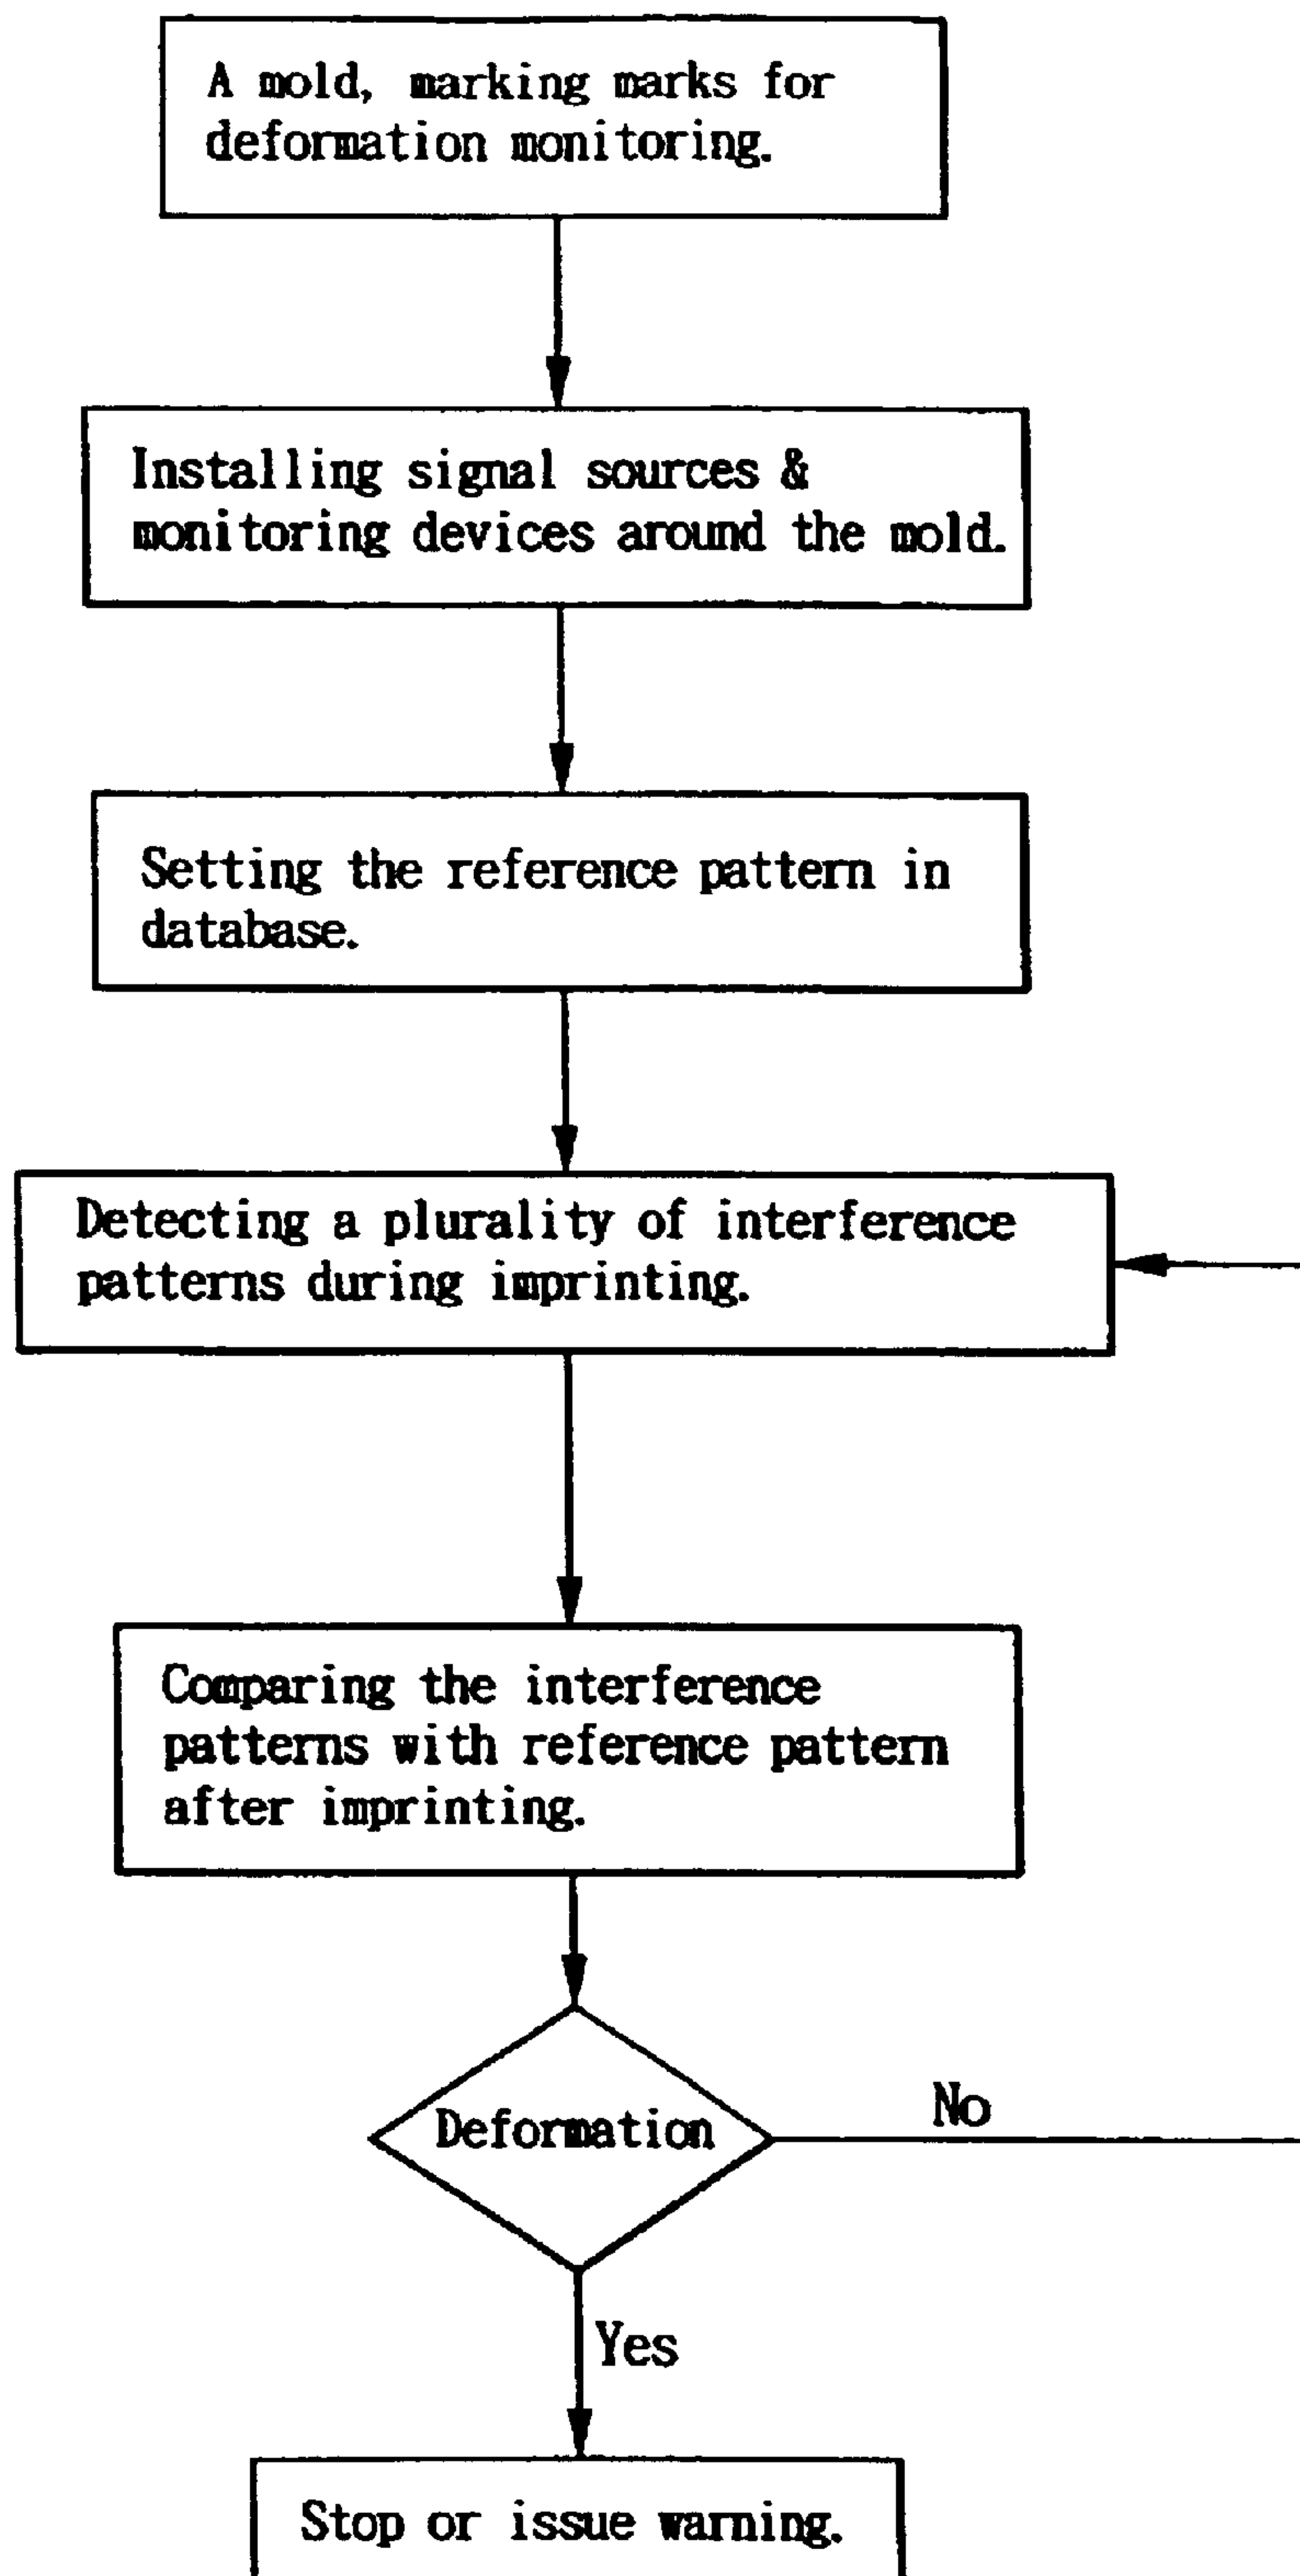 A mold, marking marks for
deformation monitoring.
Installing signal sources &
monitoring devices around the mold.
Setting the reference pattern in
database.
Detecting a plurality of interference
patterns during imprinting.
Comparing the interference
patterns with reference pattern
after imprinting.
Deformation
No
Yes
Stop or issue warning.